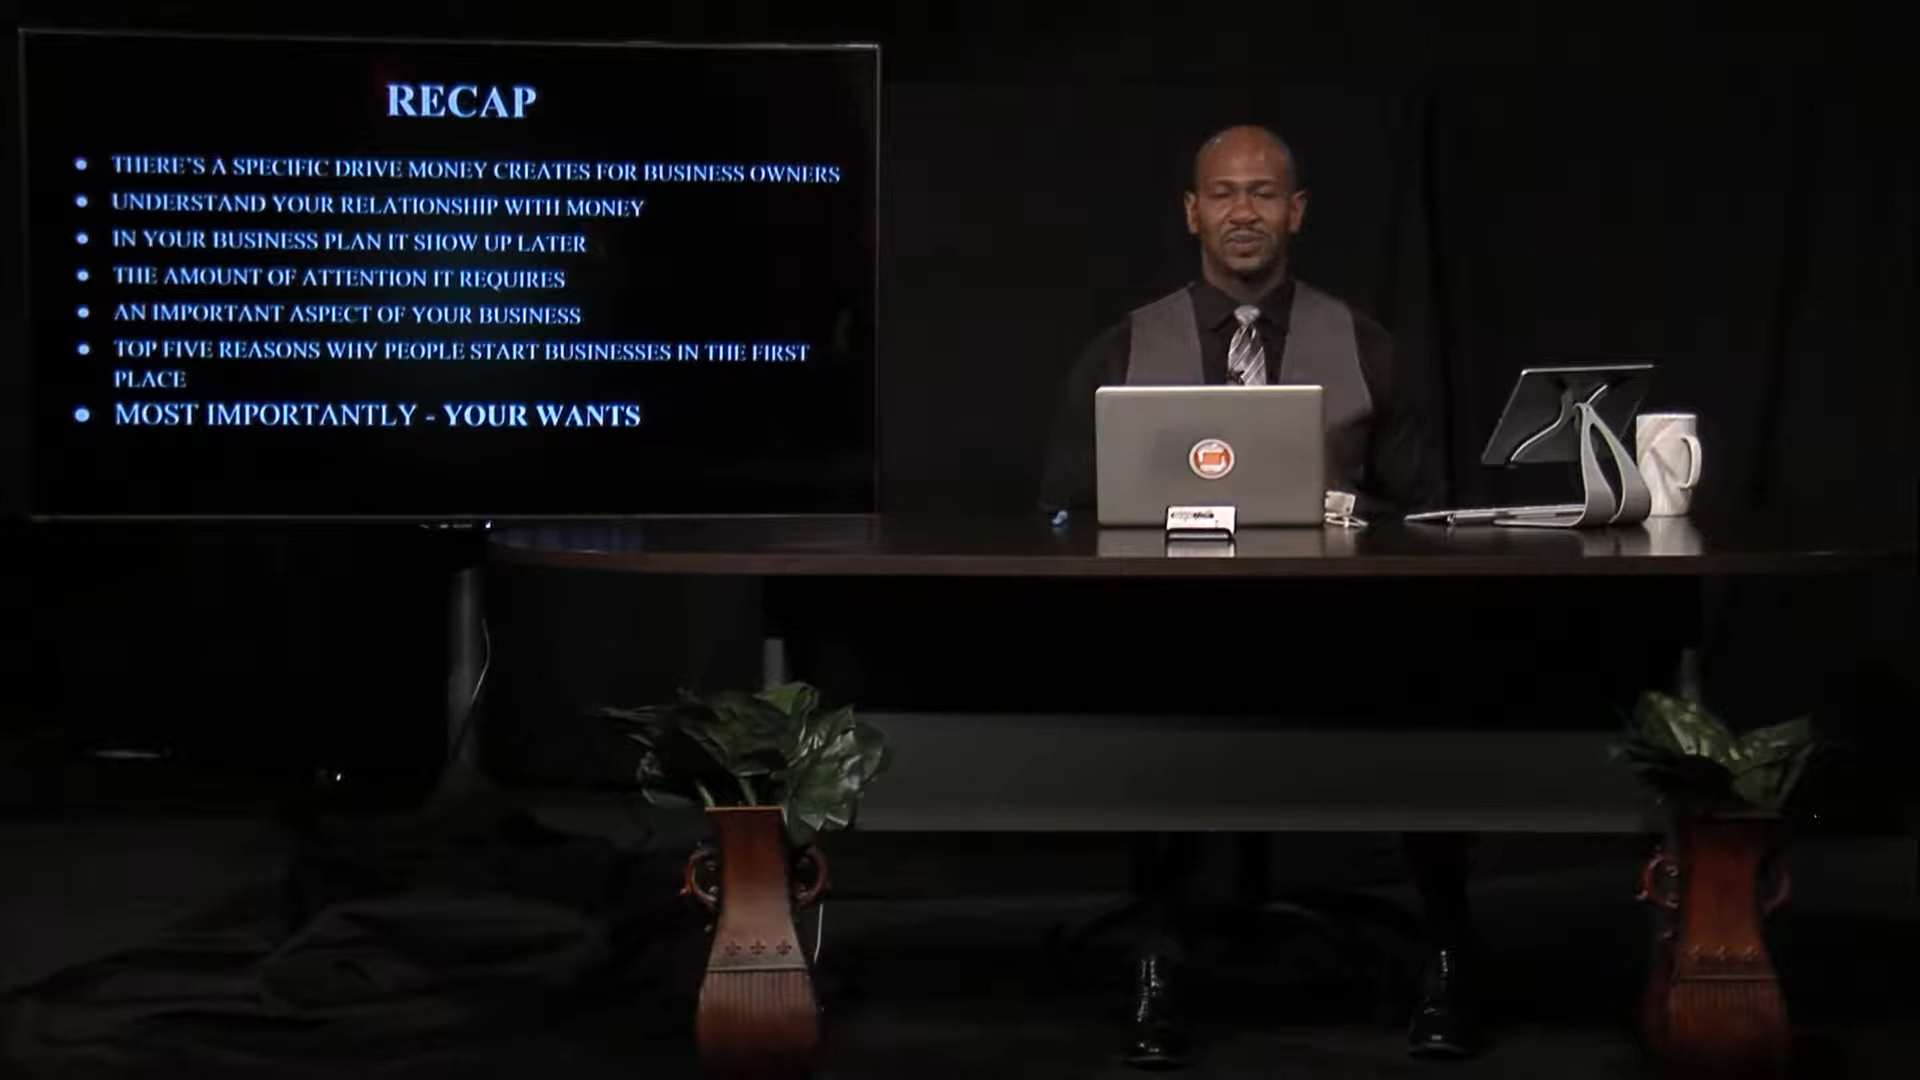 RECAP
• THERE'S A SPECIFIC DRIVE MONEY CREATES FOR BUSINESS OWNERS
• UNDERSTAND YOUR RELATIONSHIP WITH MONEY
• IN YOUR BUSINESS PLAN IT SHOW UP LATER
• THE AMOUNT OF ATTENTION IT REQUIRES
• AN IMPORTANT ASPECT OF YOUR BUSINESS
• TOP FIVE REASONS WHY PEOPLE START BUSINESSES IN THE FIRST
PLACE
• MOST IMPORTANTLY - YOUR WANTS